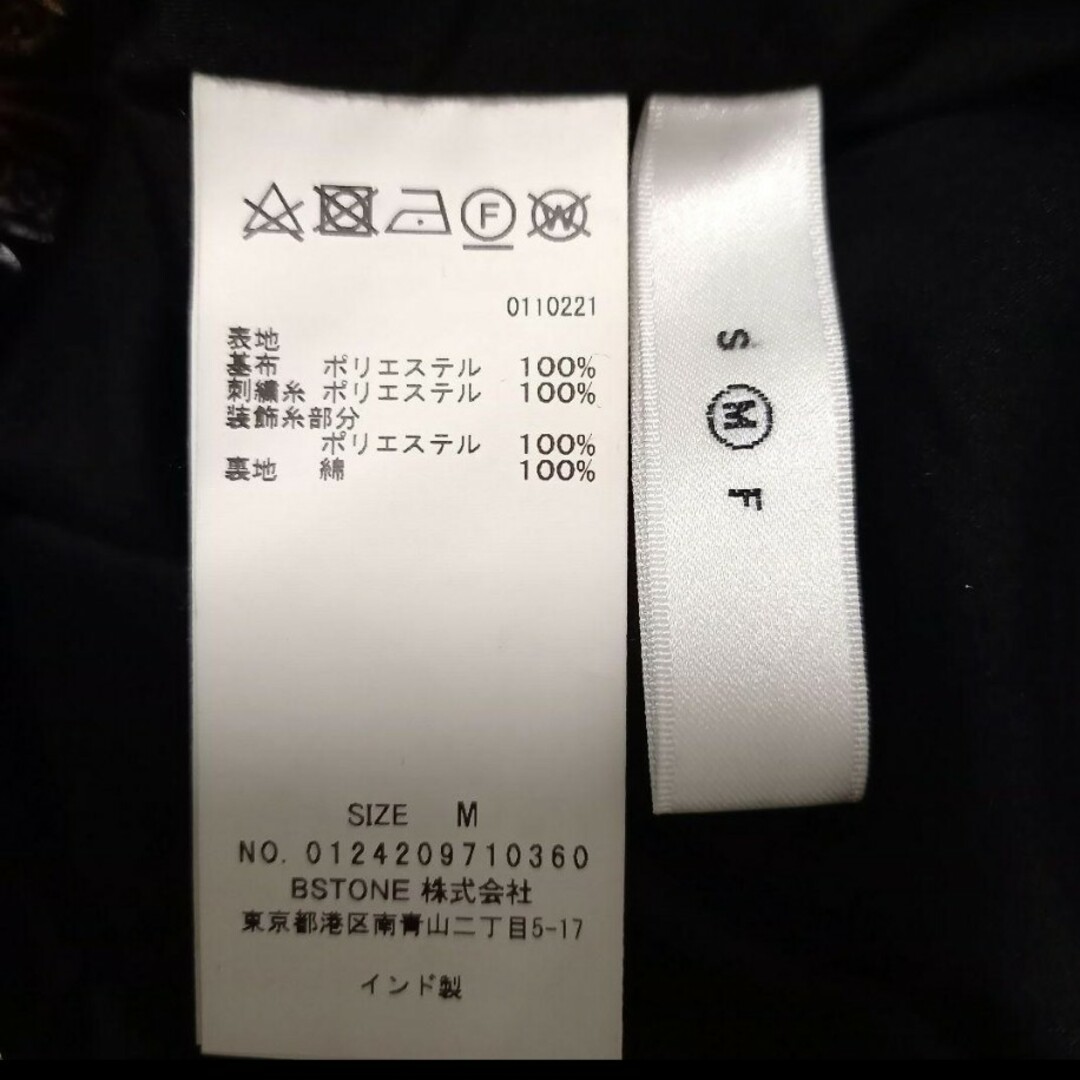 F W
0110221
表地
基布 ポリエステル 100%
刺繍糸 ポリエステル 100%
装飾糸部分
ポリエステル 100%
裏地 綿 100%
SIZE M
NO. 0124209710360
BSTONE 株式会社
東京都港区南青山二丁目5-17
インド製
S
M
F